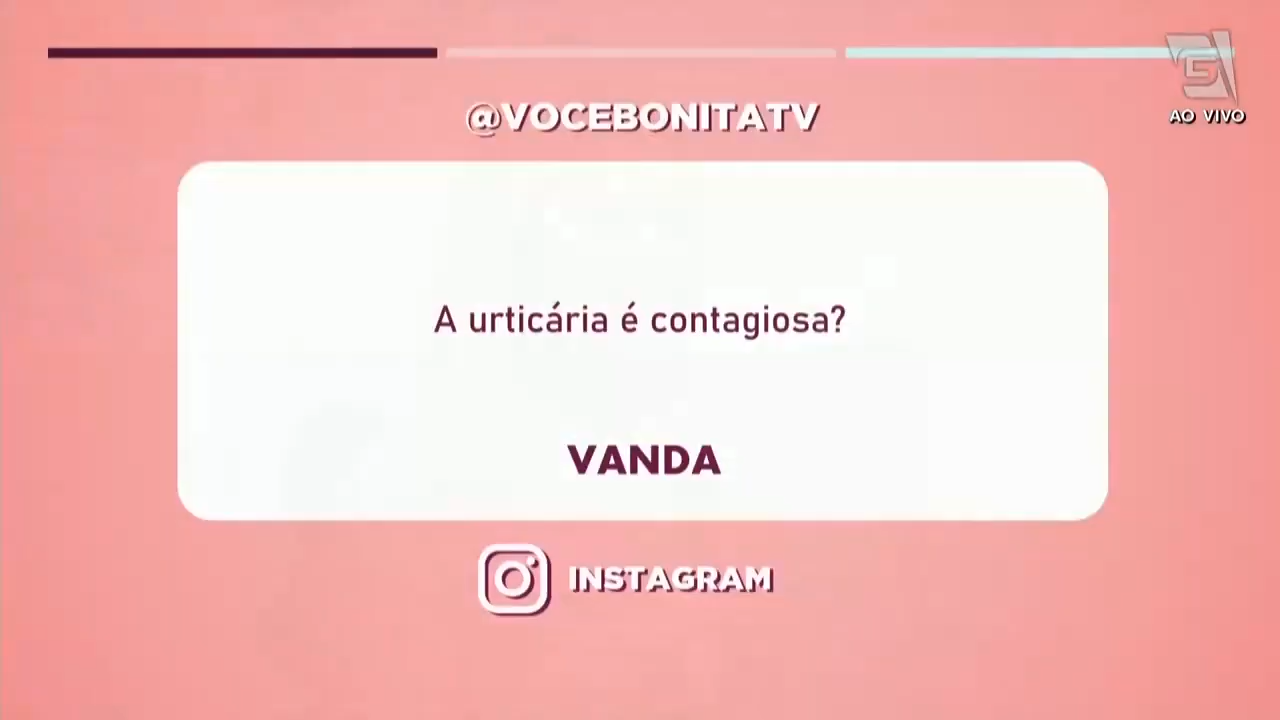 @VOCEBONITATV
AO VIVO
A urticária é contagiosa?
VANDA
INSTAGRAM